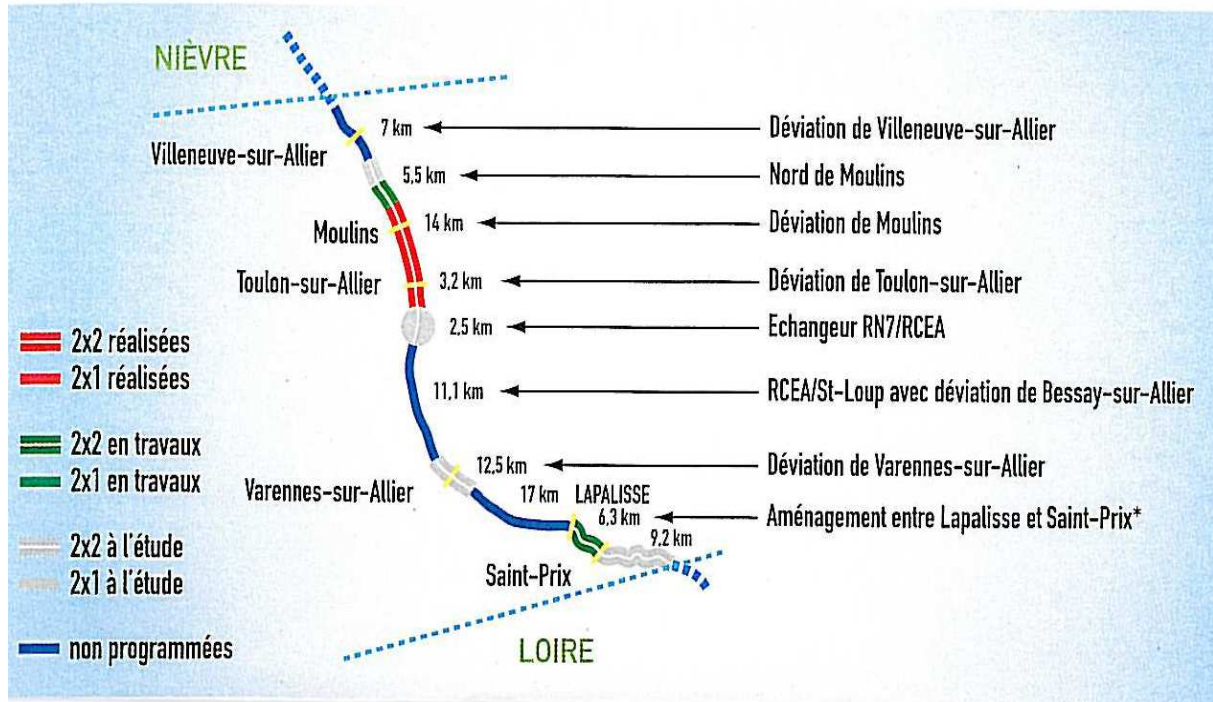 NIÈVRE
7 km
Déviation de Villeneuve-sur-Allier
Villeneuve-sur-Allier
5,5 km
Nord de Moulins
Moulins
14 km
Déviation de Moulins
Toulon-sur-Allier
3,2 km
Déviation de Toulon-sur-Allier
2,5 km
Echangeur RN7/RCEA
11,1 km
RCEA/St-Loup avec déviation de Bessay-sur-Allier
Varennes-sur-Allier
12,5 km
Déviation de Varennes-sur-Allier
17 km
LAPALISSE
6,3 km
Aménagement entre Lapalisse et Saint-Prix*
9,2 km
Saint-Prix
LOIRE
2x2 réalisées
2x1 réalisées
2x2 en travaux
2x1 en travaux
2x2 à l'étude
2x1 à l'étude
non programmées